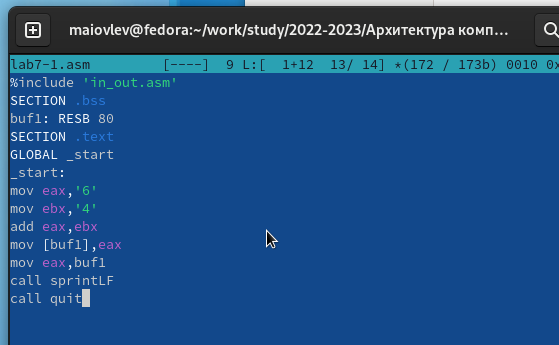 maiovlev@fedora:~/work/study/2022-2023/Архитектура комп...
lab7-1.asm [----] 9 L:[ 1+12 13/ 14] *(172 / 173b) 0010 0x
%include 'in_out.asm'
SECTION .bss
buf1: RESB 80
SECTION .text
GLOBAL _start
_start:
mov eax,'6'
mov ebx,'4'
add eax,ebx
mov [buf1],eax
mov eax,buf1
call sprintLF
call quit